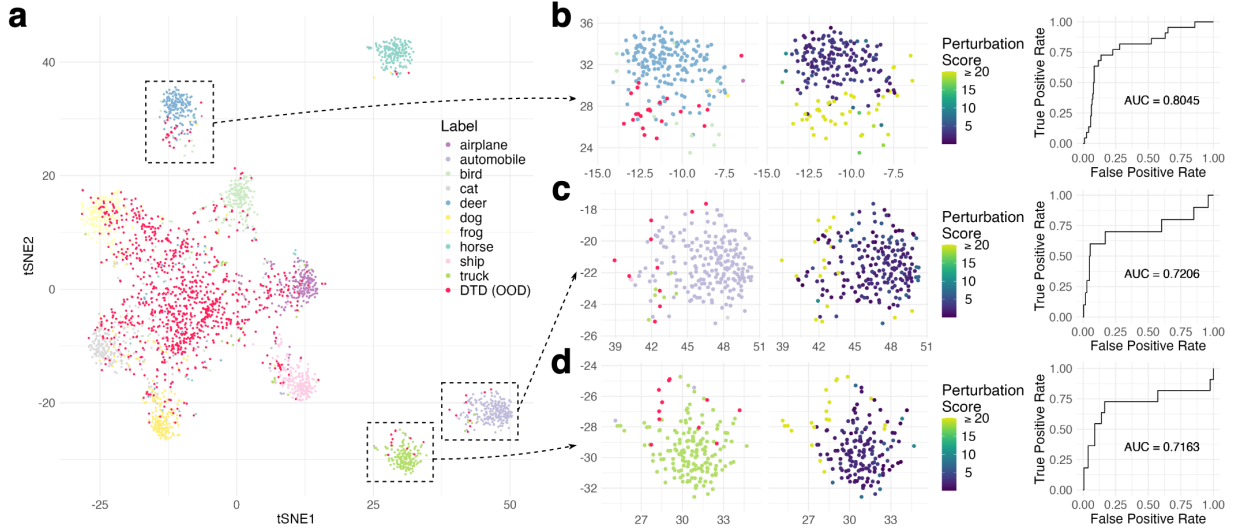 a
40
20
0
-20
tSNE2
-25
0
25
50
tSNE1
Label
airplane
automobile
bird
cat
deer
dog
frog
horse
ship
truck
DTD (OOD)
b
36
32
28
24
-15.0 -12.5 -10.0 -7.5
-15.0 -12.5 -10.0 -7.5
Perturbation
Score
≥ 20
15
10
5
True Positive Rate
1.00
0.75
0.50
0.25
0.00
AUC = 0.8045
0.00 0.25 0.50 0.75 1.00
False Positive Rate
c
-18
-20
-22
-24
-26
39 42 45 48 51
39 42 45 48 51
Perturbation
Score
≥ 20
15
10
5
True Positive Rate
1.00
0.75
0.50
0.25
0.00
AUC = 0.7206
0.00 0.25 0.50 0.75 1.00
False Positive Rate
d
-24
-26
-28
-30
-32
27 30 33
27 30 33
Perturbation
Score
≥ 20
15
10
5
True Positive Rate
1.00
0.75
0.50
0.25
0.00
AUC = 0.7163
0.00 0.25 0.50 0.75 1.00
False Positive Rate